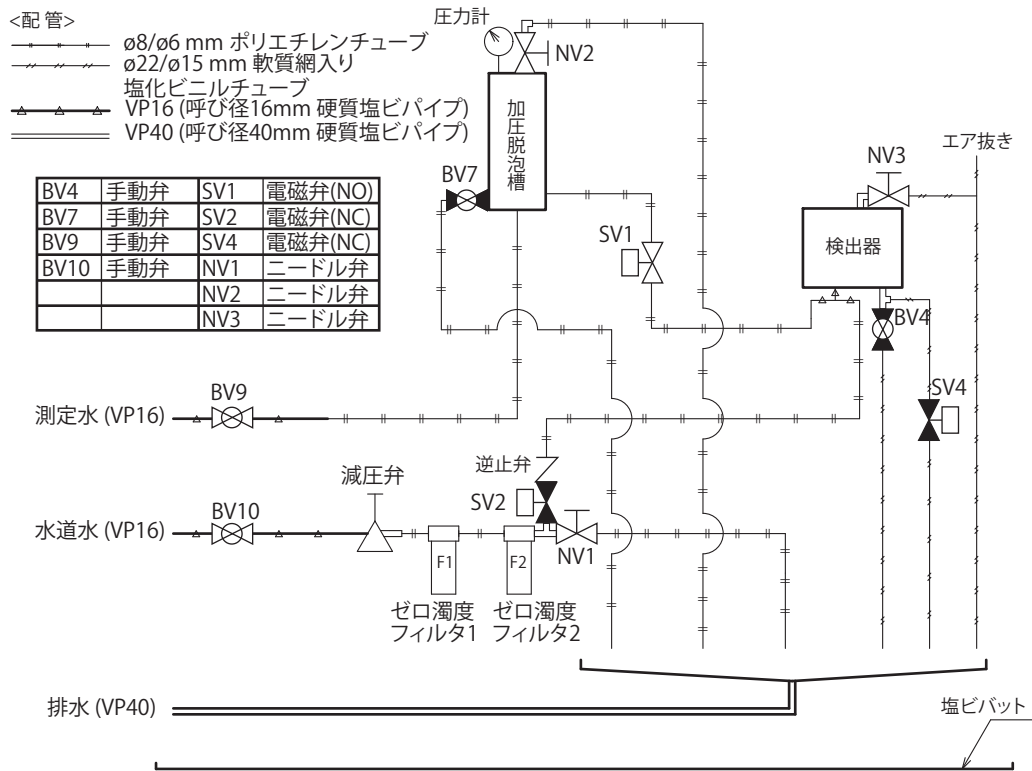 <配 管>
ø8/ø6 mm ポリエチレンチューブ
ø22/ø15 mm 軟質網入り
塩化ビニルチューブ
VP16 (呼び径16mm 硬質塩ビパイプ)
VP40 (呼び径40mm 硬質塩ビパイプ)
圧力計
NV2
加圧脱泡槽
BV7
SV1
NV3
エア抜き
検出器
BV4
SV4
BV4 手動弁 SV1 電磁弁(NO)
BV7 手動弁 SV2 電磁弁(NC)
BV9 手動弁 SV4 電磁弁(NC)
BV10 手動弁 NV1 ニードル弁
NV2 ニードル弁
NV3 ニードル弁
BV9
測定水 (VP16)
逆止弁
減圧弁
SV2
BV10
水道水 (VP16)
NV1
F1
F2
ゼロ濁度
フィルタ1
ゼロ濁度
フィルタ2
排水 (VP40)
塩ビバット